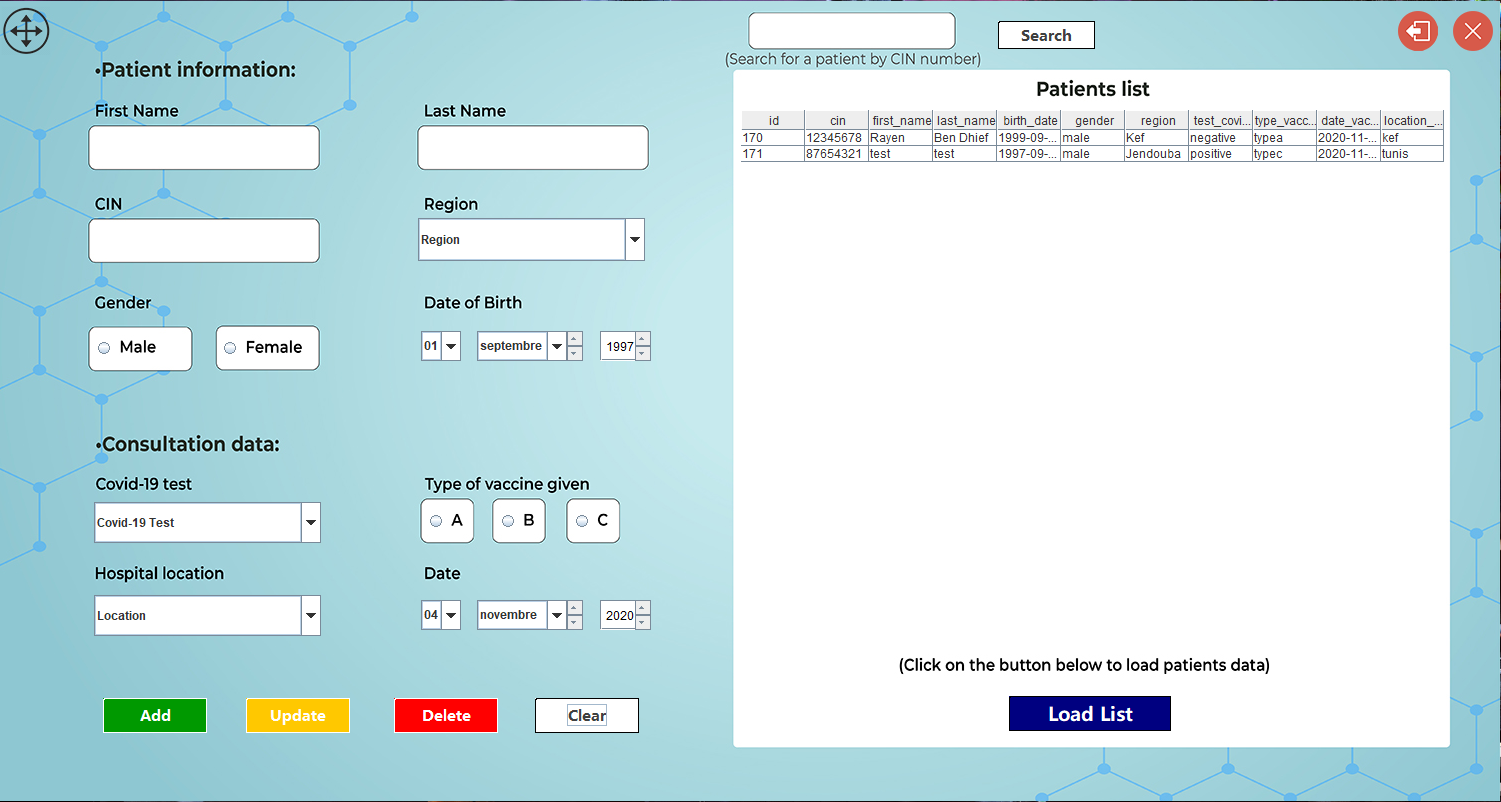 •Patient information:
First Name
Last Name
CIN
Region
Region
Gender
Date of Birth
Male
Female
01
septembre
1997
•Consultation data:
Covid-19 test
Type of vaccine given
Covid-19 Test
A
B
C
Hospital location
Date
Location
04
novembre
2020
Add
Update
Delete
Clear
Search
(Search for a patient by CIN number)
Patients list
id cin first_name last_name birth_date gender region test_covi... type_vacc... date_vac... location_...
170 12345678 Rayen Ben Dhief 1999-09-... male Kef negative typea 2020-11-... kef
171 87654321 test test 1997-09-... male Jendouba positive typec 2020-11-... tunis
(Click on the button below to load patients data)
Load List